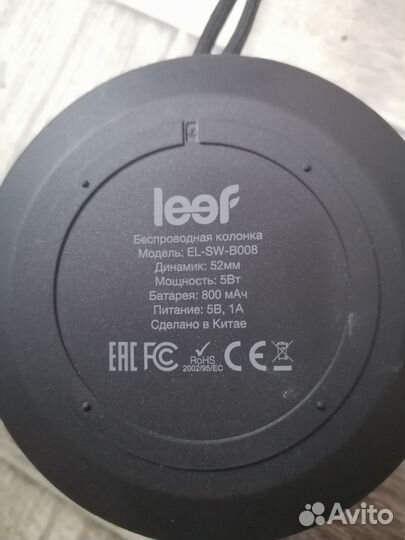 leef
Беспроводная колонка
Модель: EL-SW-B008
Динамик: 52мм
Мощность: 5Вт
Батарея: 800 мАч
Питание: 5В, 1А
Сделано в Китае
EAC FC RoHS CE
2002/95/EC
Avito